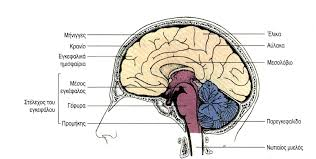 Μήνιγγες
Κρανίο
Εγκεφαλικά
ημισφαίρια
Μέσος
εγκέφαλος
Στέλεχος του
εγκεφάλου
Γέφυρα
Προμήκης
Έλικα
Αύλακα
Μεσολόβιο
Παρεγκεφαλίδα
Νωτιαίος μυελός